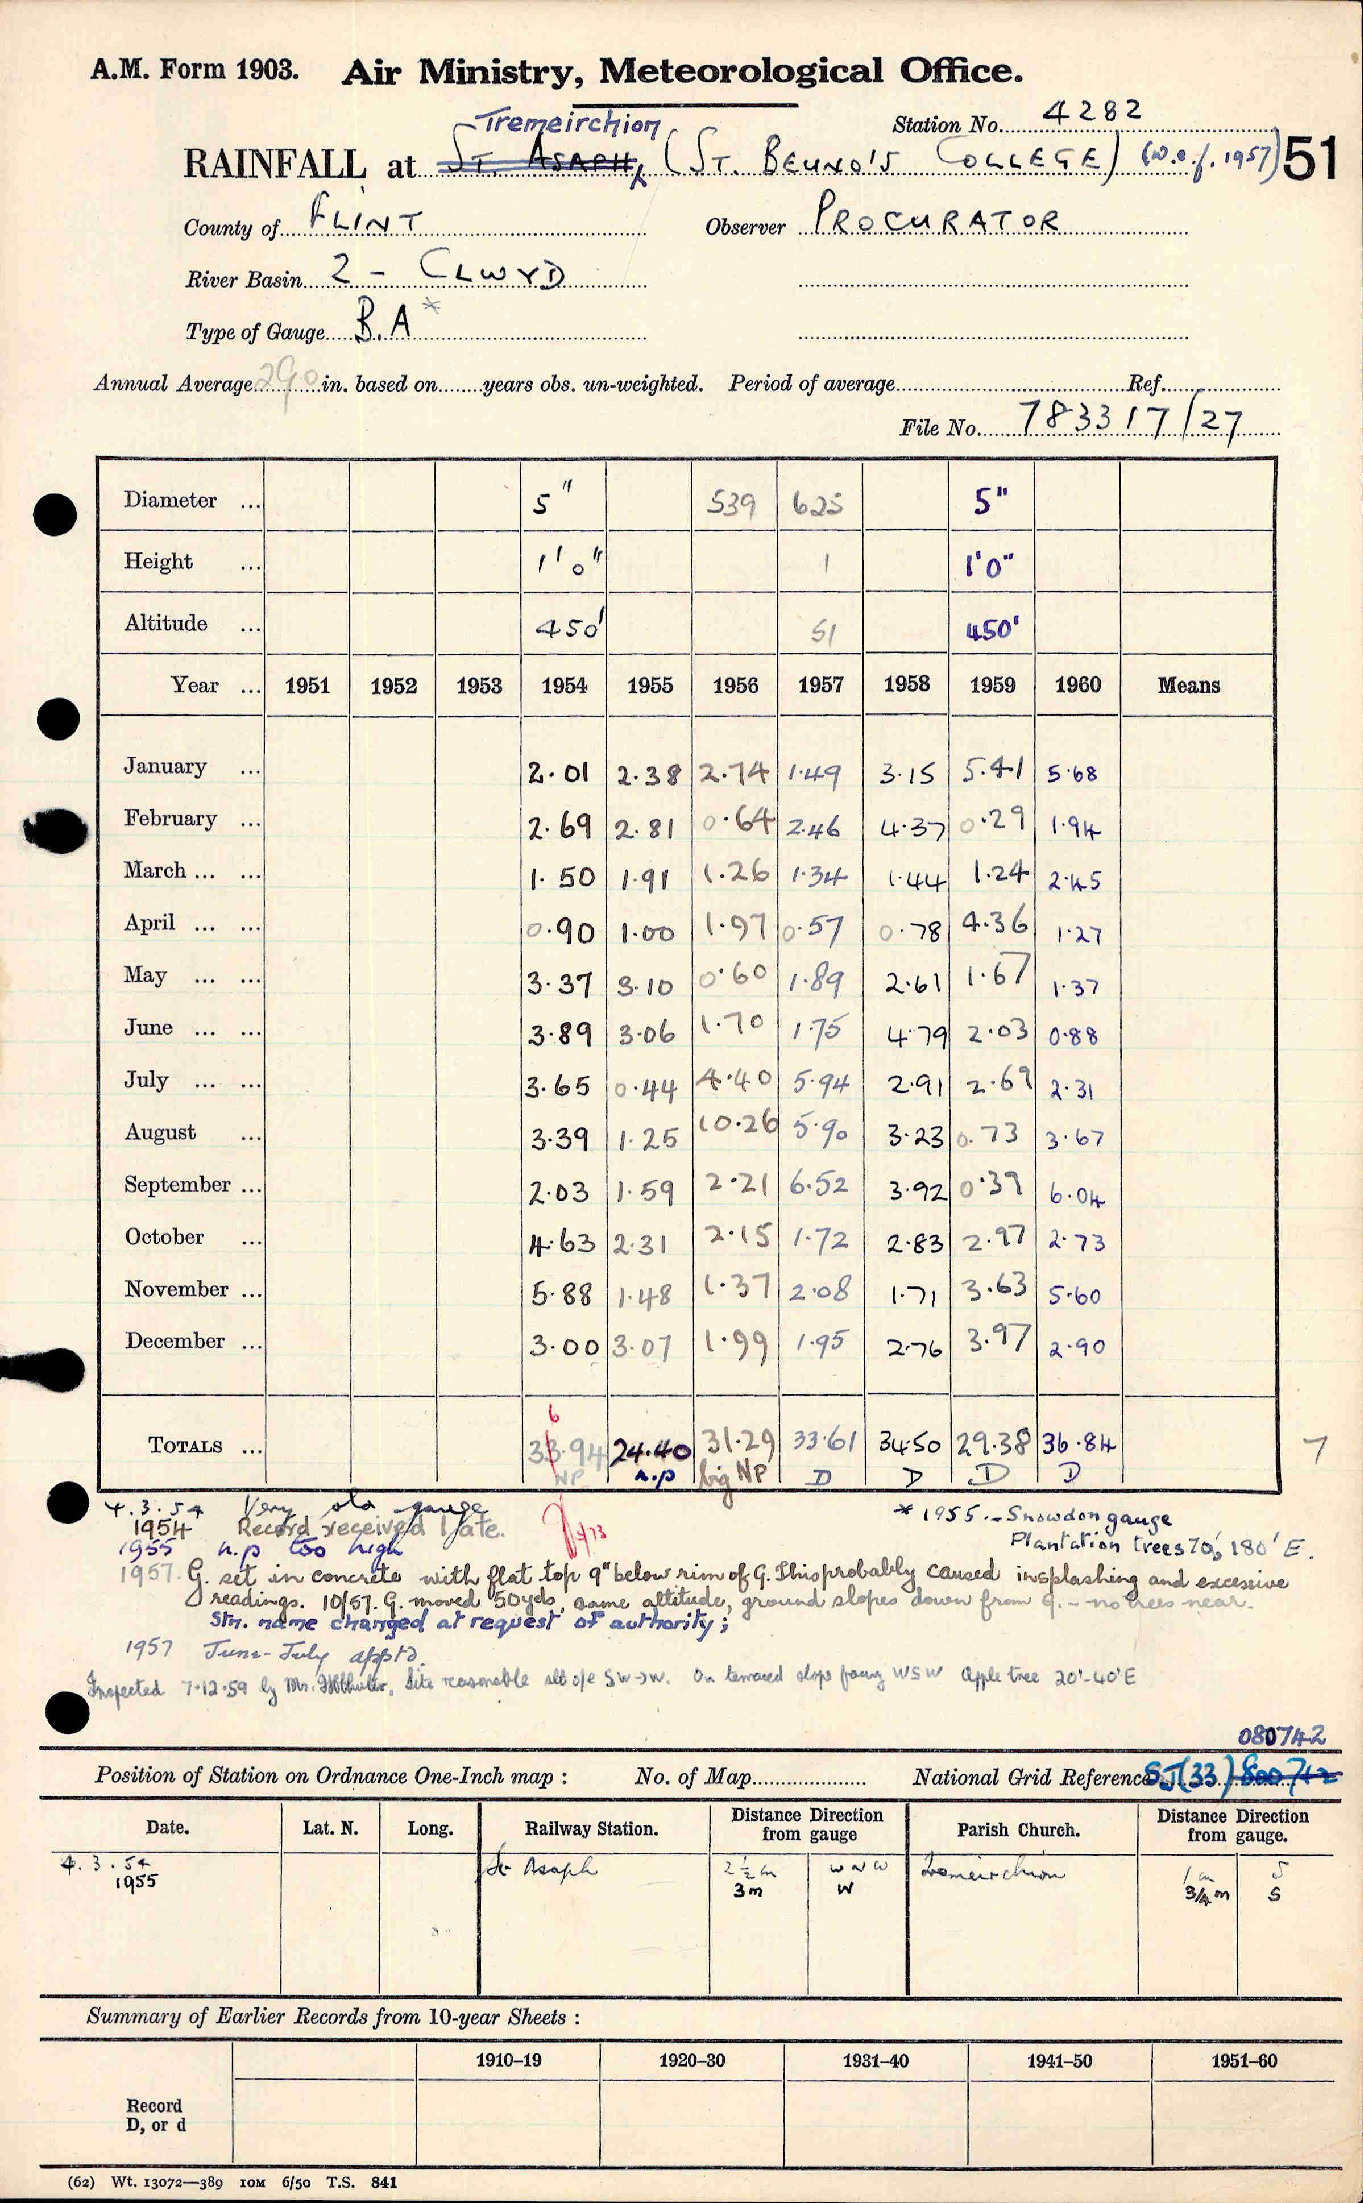 A.M. Form 1903. Air Ministry, Meteorological Office.
Tremeirchion
Station No. 4282
RAINFALL at St. Asaph (St. Beuno's College) (w.e.f. 1957) 51
County of FLINT Observer PROCURATOR
River Basin 2 - CLWYD
Type of Gauge B.A *
Annual Average 290 in. based on.......years obs. un-weighted. Period of average Ref.
File No. 783317/27
Diameter ... 5" 539 625 5"
Height ... 1'0" 1 1'0"
Altitude ... 450' 51 450'
Year ... 1951 1952 1953 1954 1955 1956 1957 1958 1959 1960 Means
January ... 2.01 2.38 2.74 1.49 3.15 5.41 5.68
February ... 2.69 2.81 0.64 2.46 4.37 0.29 1.94
March ... ... 1.50 1.91 1.26 1.34 1.44 1.24 2.45
April ... ... 0.90 1.00 1.97 0.57 0.78 4.36 1.27
May ... ... 3.37 3.10 0.60 1.89 2.61 1.67 1.37
June ... ... 3.89 3.06 1.70 1.75 4.79 2.03 0.88
July ... ... 3.65 0.44 4.40 5.94 2.91 2.69 2.31
August ... 3.39 1.25 10.26 5.90 3.23 0.73 3.67
September ... 2.03 1.59 2.21 6.52 3.92 0.39 6.04
October ... 4.63 2.31 2.15 1.72 2.83 2.97 2.73
November ... 5.88 1.48 1.37 2.08 1.71 3.63 5.60
December ... 3.00 3.07 1.99 1.95 2.76 3.97 2.90
6
TOTALS ... 33.94 24.40 31.29 33.61 34.50 29.38 36.84 7
NP n.p big NP D D D D
4.3.54 Very old gauge
* 1955 - Snowdon gauge
1954 Record received late.
Plantation trees 70', 180' E.
1955 n.p too high
1957. G. set in concrete with flat top 9" below rim of G. This probably caused insplashing and excessive
readings. 10/57. G. moved 50yds, same altitude, ground slopes down from G. - no trees near.
Stn. name changed at request of authority;
1957 June-July apptd.
Inspected 7.12.59 by Mr. Site reasonable alt o/e SW→W. On terraced slope facing WSW Apple tree 20'-40'E
080742
Position of Station on Ordnance One-Inch map : No. of Map National Grid Reference SJ(33) 800742
Date. Lat. N. Long. Railway Station. Distance from gauge Direction Parish Church. Distance from gauge. Direction
4.3.54 St Asaph 2½m WNW Tremeirchion 1m S
1955 3m W 3/4m S
Summary of Earlier Records from 10-year Sheets :
1910–19 1920–30 1931–40 1941–50 1951–60
Record
D, or d
(62) Wt. 13072—389 10M 6/50 T.S. 841